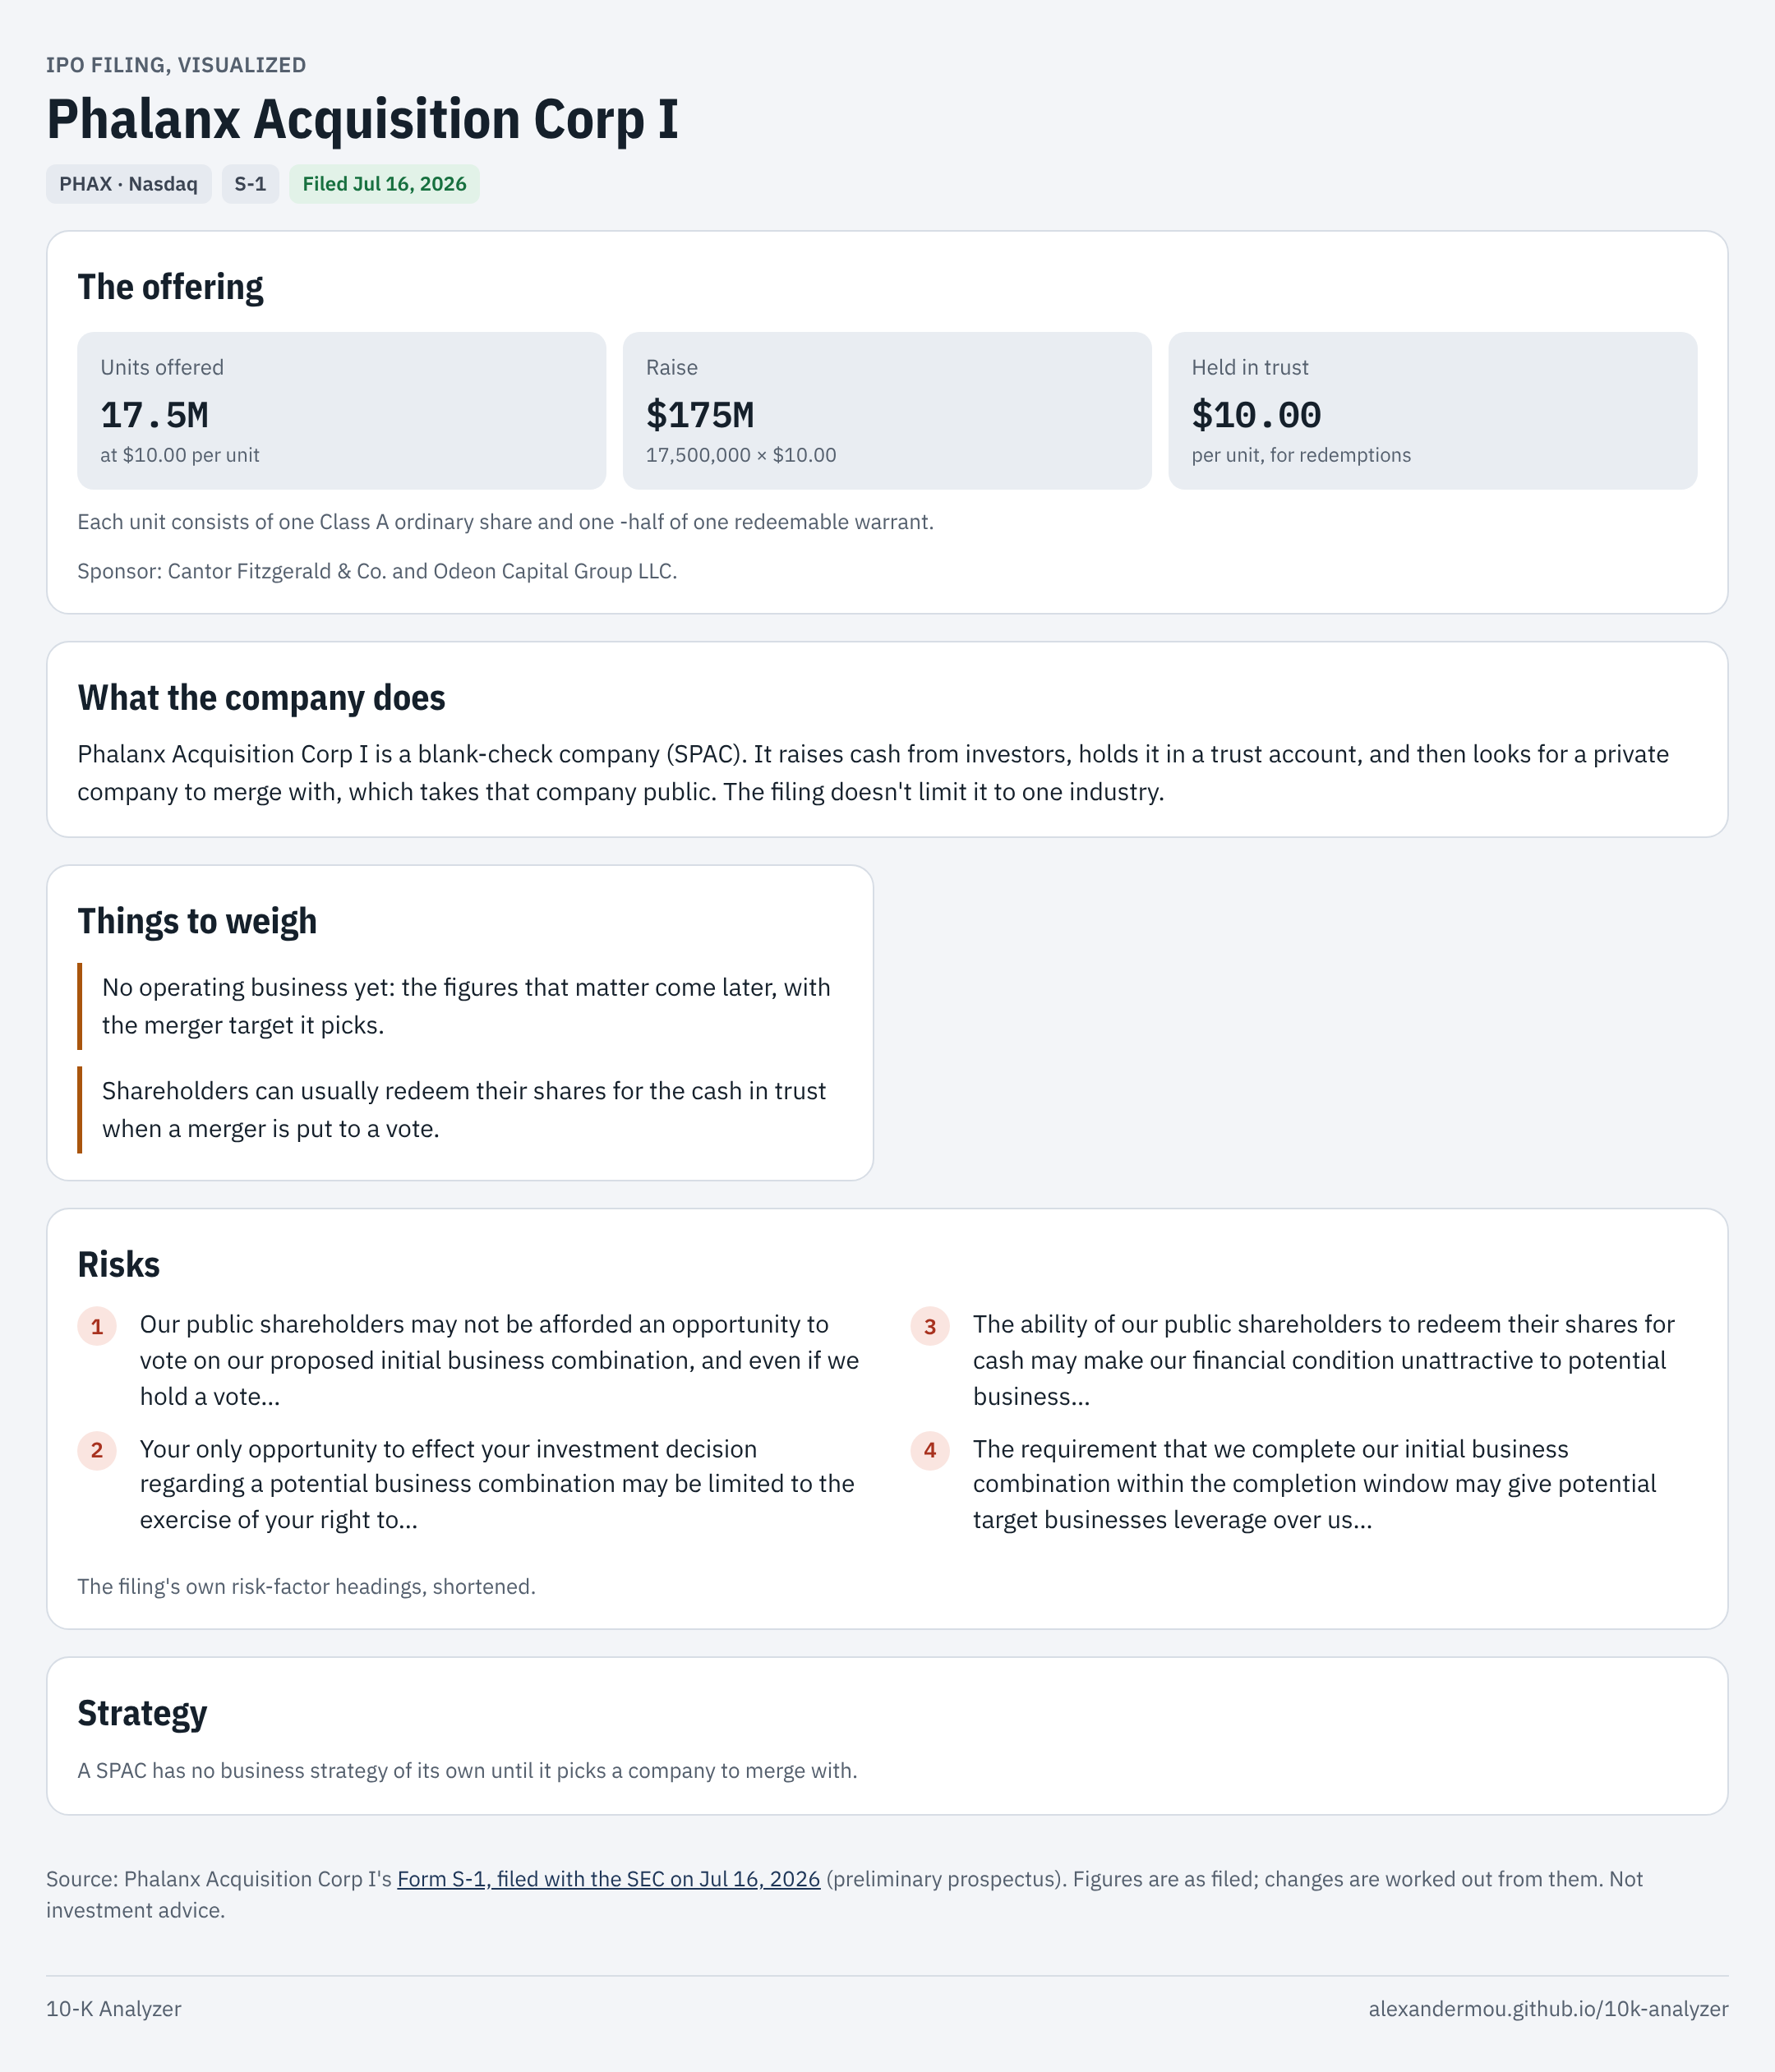 IPO FILING, VISUALIZED
Phalanx Acquisition Corp I
PHAX · Nasdaq S-1 Filed Jul 16, 2026
The offering
Units offered
17.5M
at $10.00 per unit
Raise
$175M
17,500,000 × $10.00
Held in trust
$10.00
per unit, for redemptions
Each unit consists of one Class A ordinary share and one -half of one redeemable warrant.
Sponsor: Cantor Fitzgerald & Co. and Odeon Capital Group LLC.
What the company does
Phalanx Acquisition Corp I is a blank-check company (SPAC). It raises cash from investors, holds it in a trust account, and then looks for a private
company to merge with, which takes that company public. The filing doesn't limit it to one industry.
Things to weigh
No operating business yet: the figures that matter come later, with
the merger target it picks.
Shareholders can usually redeem their shares for the cash in trust
when a merger is put to a vote.
Risks
1 Our public shareholders may not be afforded an opportunity to
vote on our proposed initial business combination, and even if we
hold a vote...
2 Your only opportunity to effect your investment decision
regarding a potential business combination may be limited to the
exercise of your right to...
3 The ability of our public shareholders to redeem their shares for
cash may make our financial condition unattractive to potential
business...
4 The requirement that we complete our initial business
combination within the completion window may give potential
target businesses leverage over us...
The filing's own risk-factor headings, shortened.
Strategy
A SPAC has no business strategy of its own until it picks a company to merge with.
Source: Phalanx Acquisition Corp I's Form S-1, filed with the SEC on Jul 16, 2026 (preliminary prospectus). Figures are as filed; changes are worked out from them. Not
investment advice.
10-K Analyzer
alexandermou.github.io/10k-analyzer